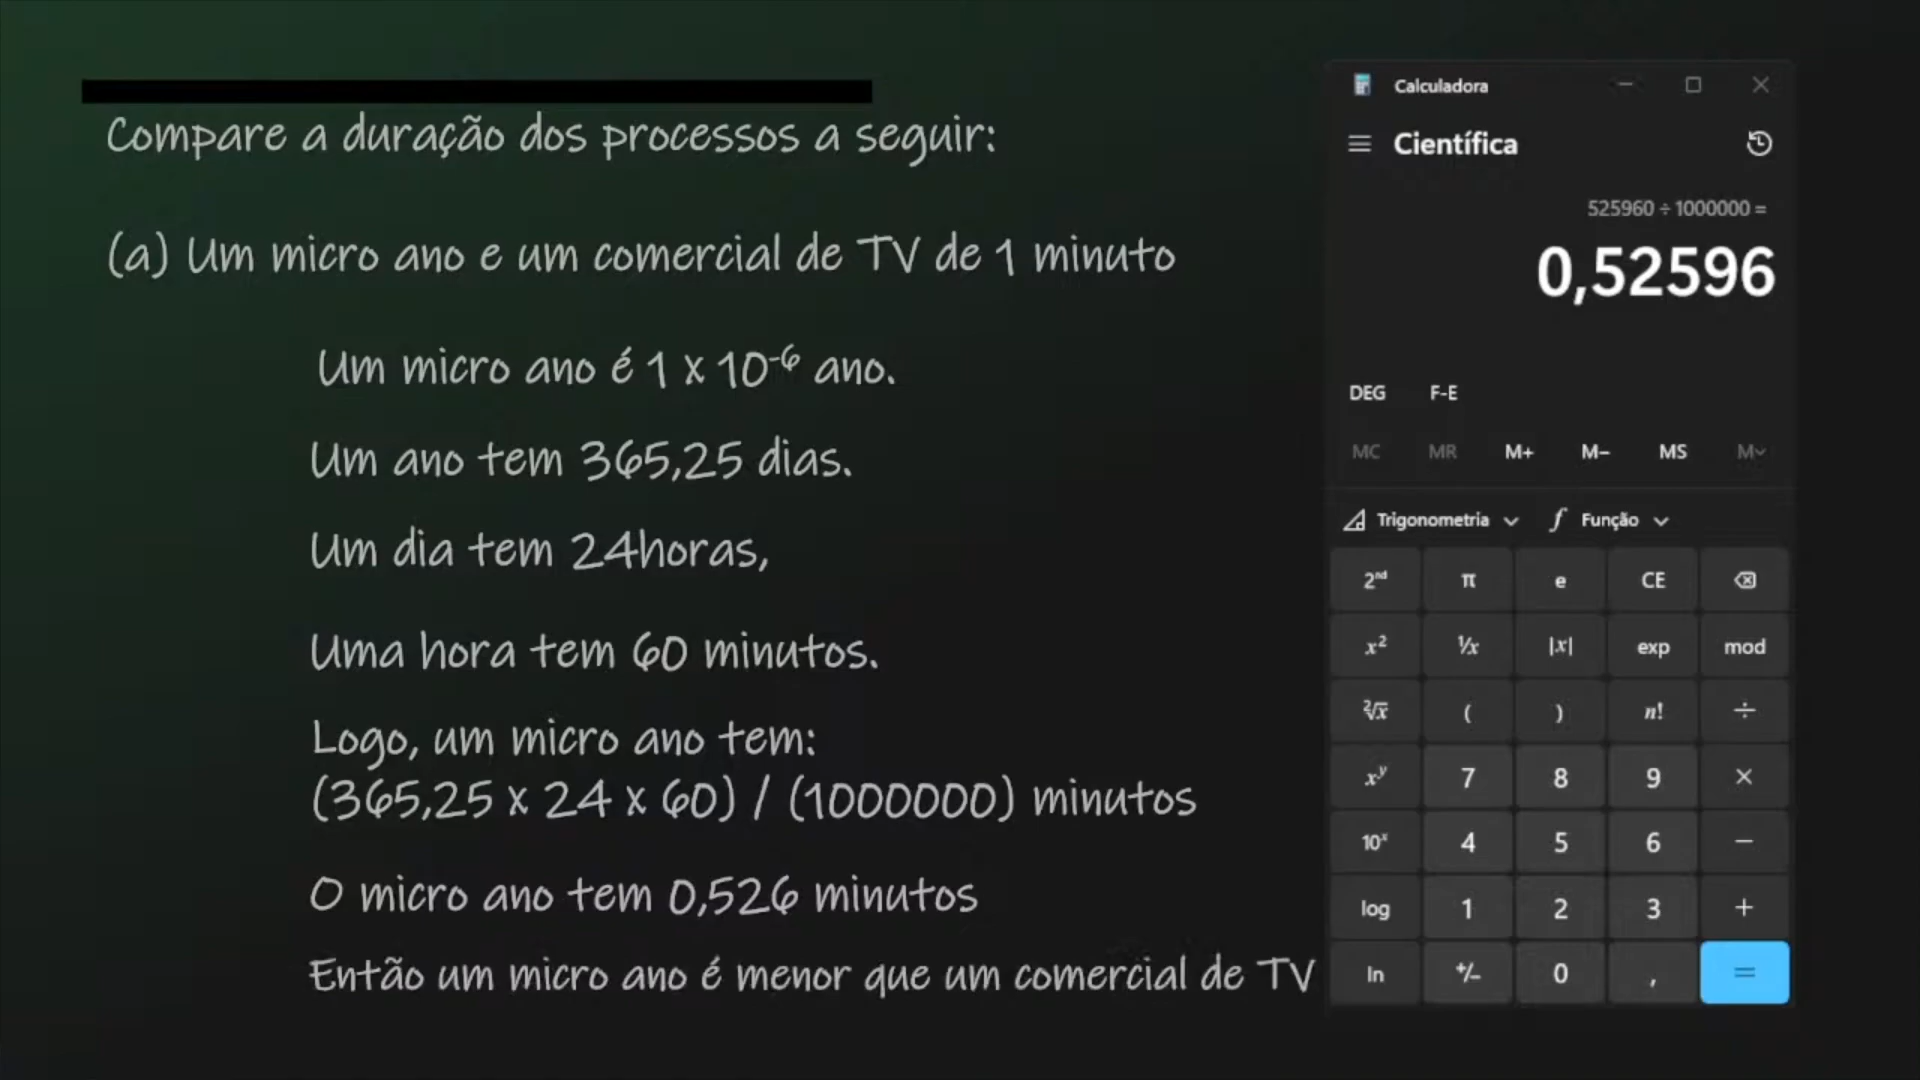 Compare a duração dos processos a seguir:
(a) Um micro ano e um comercial de TV de 1 minuto
Um micro ano é 1 x 10⁻⁶ ano.
Um ano tem 365,25 dias.
Um dia tem 24horas,
Uma hora tem 60 minutos.
Logo, um micro ano tem:
(365,25 x 24 x 60) / (1000000) minutos
O micro ano tem 0,526 minutos
Então um micro ano é menor que um comercial de TV
Calculadora
Científica
525960 ÷ 1000000 =
0,52596
DEG F-E
MC MR M+ M− MS M˅
Trigonometria Função
2ⁿᵈ π e CE
x² ¹/x |x| exp mod
²√x ( ) n! ÷
xʸ 7 8 9 ×
10ˣ 4 5 6 −
log 1 2 3 +
ln +/− 0 , =